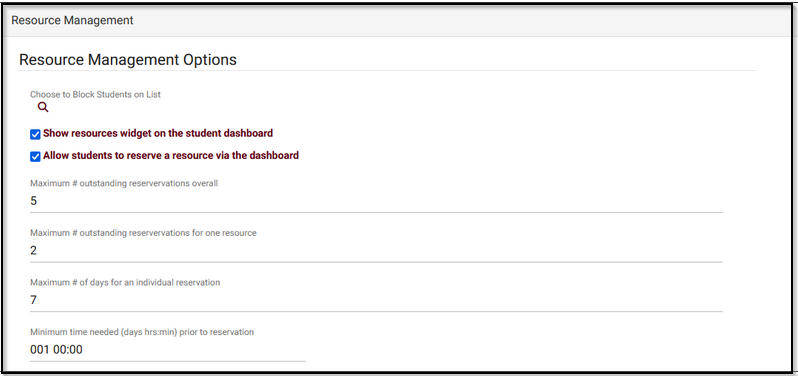 Resource Management
Resource Management Options
Choose to Block Students on List
Show resources widget on the student dashboard
Allow students to reserve a resource via the dashboard
Maximum # outstanding reservervations overall
5
Maximum # outstanding reservervations for one resource
2
Maximum # of days for an individual reservation
7
Minimum time needed (days hrs:min) prior to reservation
001 00:00